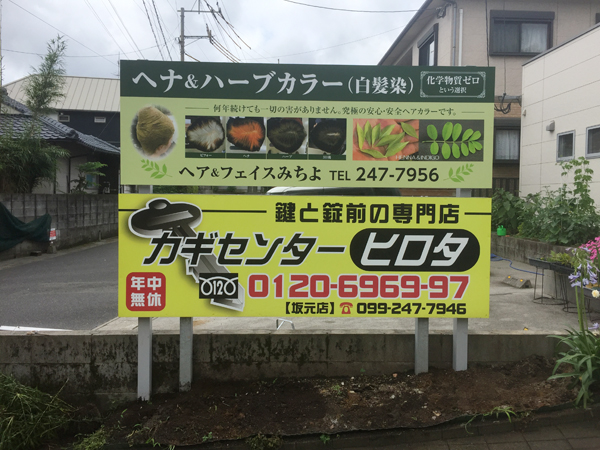 ヘナ&ハーブカラー(白髪染)
化学物質ゼロ
という選択
何年続けても一切の害がありません。究極の安心・安全ヘアカラーです。
HENNA&INDIGO
ヘア&フェイスみちよ TEL 247-7956
鍵と錠前の専門店
カギセンター ヒロタ
年中
無休
0120-6969-97
【坂元店】☎099-247-7946